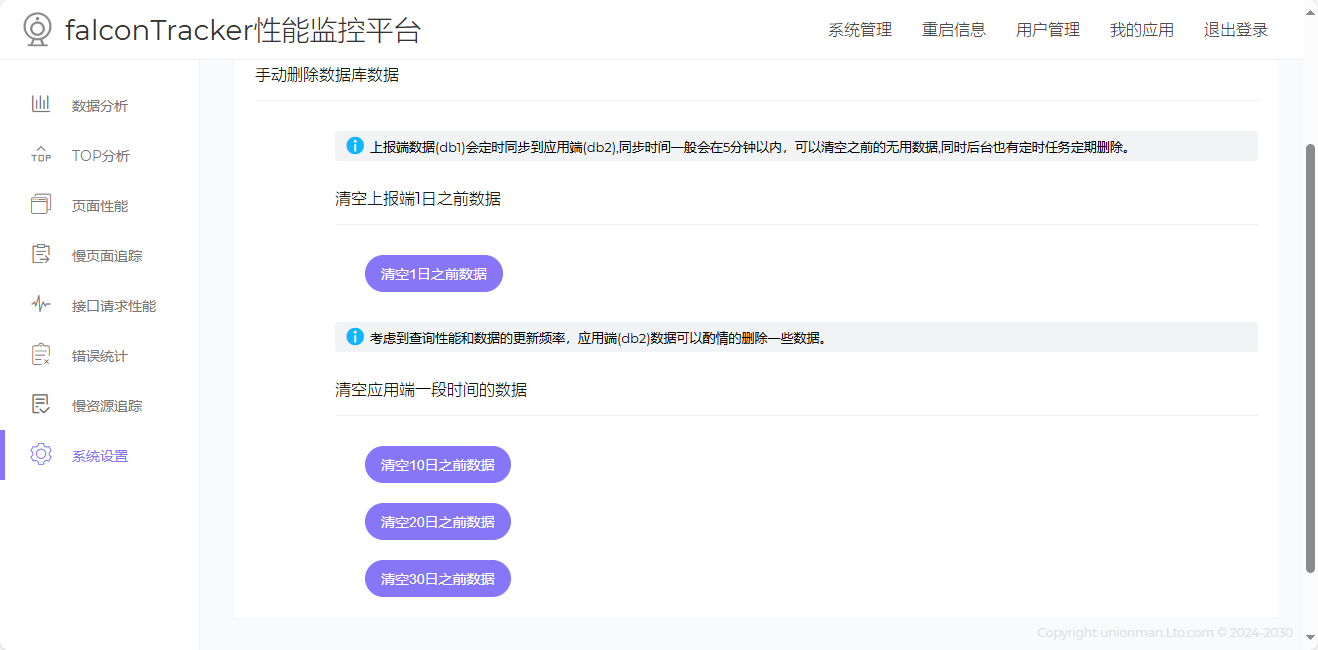 falconTracker性能监控平台
系统管理 重启信息 用户管理 我的应用 退出登录
数据分析
TOP
TOP分析
页面性能
慢页面追踪
接口请求性能
错误统计
慢资源追踪
系统设置
手动删除数据库数据
上报端数据(db1)会定时同步到应用端(db2),同步时间一般会在5分钟以内，可以清空之前的无用数据,同时后台也有定时任务定期删除。
清空上报端1日之前数据
清空1日之前数据
考虑到查询性能和数据的更新频率，应用端(db2)数据可以酌情的删除一些数据。
清空应用端一段时间的数据
清空10日之前数据
清空20日之前数据
清空30日之前数据
Copyright unionman.Lto.com © 2024-2030